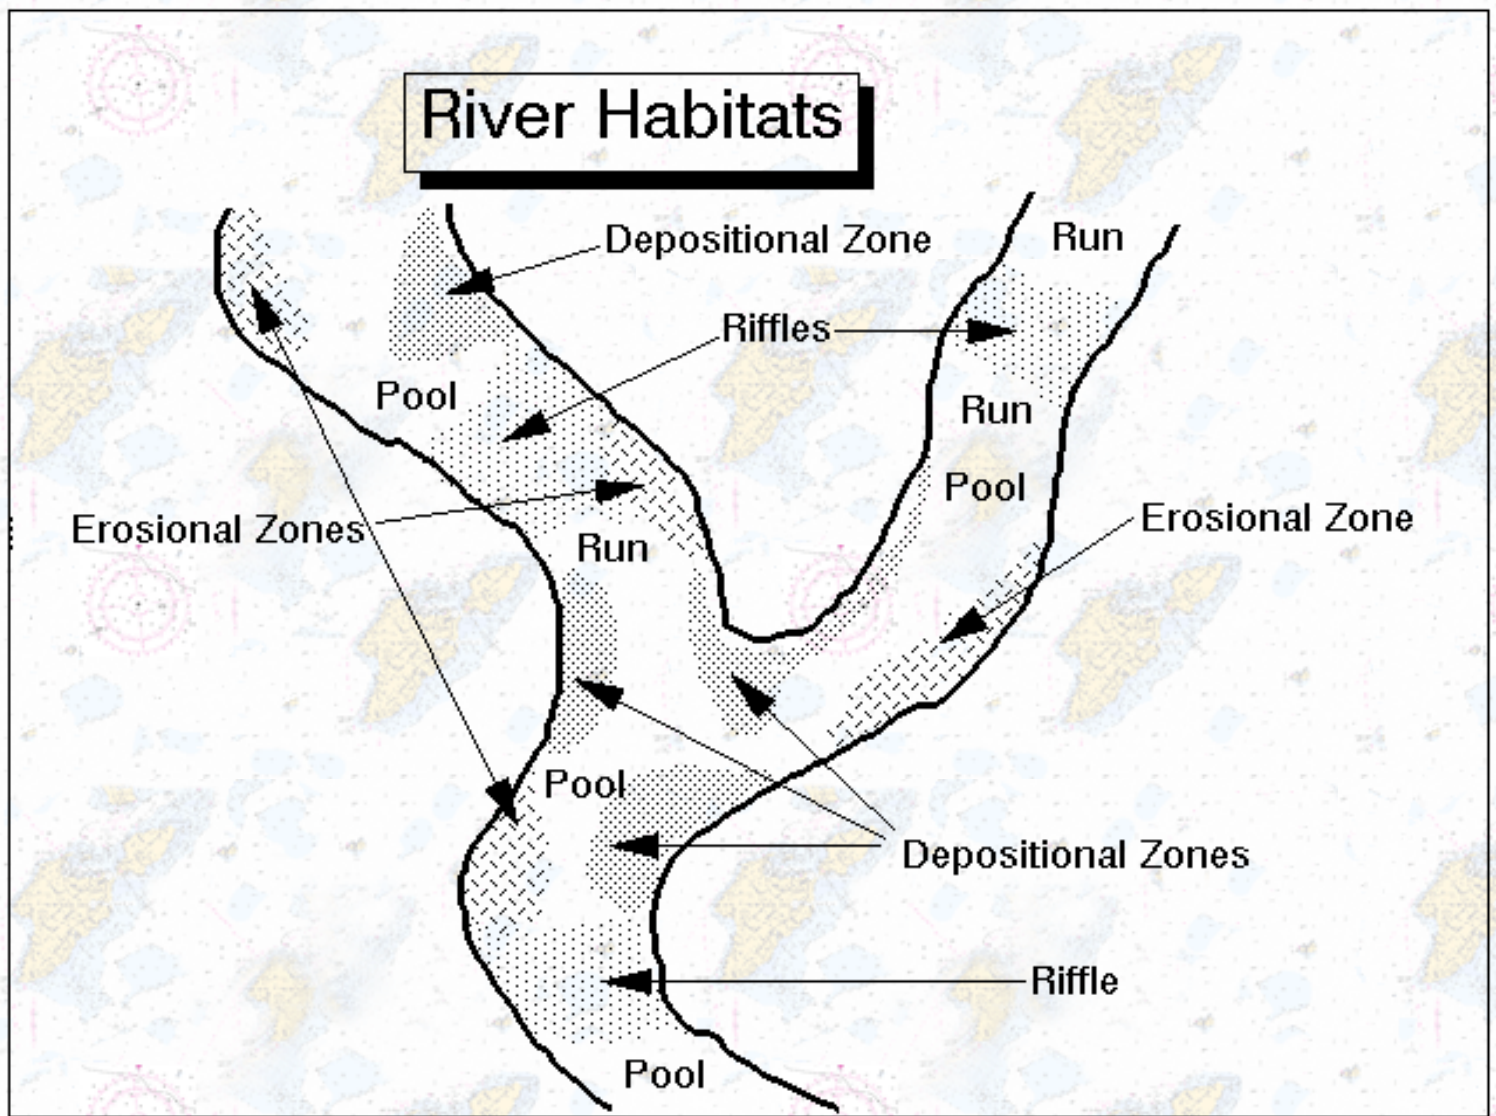 River Habitats
Depositional Zone
Run
Riffles
Pool
Run
Pool
Erosional Zones
Erosional Zone
Run
Pool
Depositional Zones
Riffle
Pool